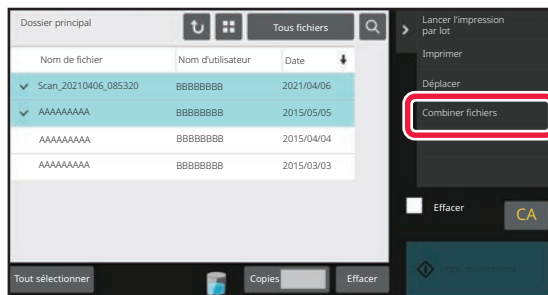 Dossier principal
Tous fichiers
Nom de fichier
Nom d'utilisateur
Date
Scan_20210406_085320
BBBBBBBB
2021/04/06
AAAAAAAAA
BBBBBBBB
2015/05/05
AAAAAAAAA
BBBBBBBB
2015/04/04
AAAAAAAAA
BBBBBBBB
2015/03/03
Tout sélectionner
Copies
Effacer
Lancer l'impression
par lot
Imprimer
Déplacer
Combiner fichiers
Effacer
CA